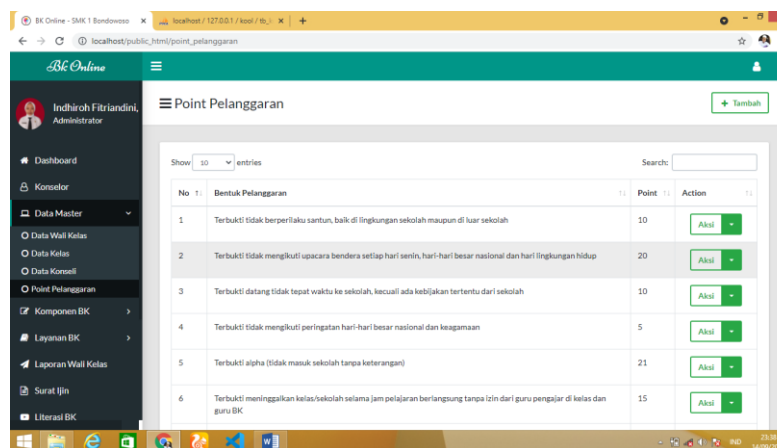 BK Online - SMK 1 Bondowoso
localhost / 127.0.0.1 / kool / tb_
localhost/public_html/point_pelanggaran
Bk Online
Indhiroh Fitriandini,
Administrator
Point Pelanggaran
+ Tambah
Dashboard
Konselor
Data Master
Data Wali Kelas
Data Kelas
Data Konseli
Point Pelanggaran
Komponen BK
Layanan BK
Laporan Wali Kelas
Surat Ijin
Literasi BK
Show 10 entries
Search:
No Bentuk Pelanggaran Point Action
1 Terbukti tidak berperilaku santun, baik di lingkungan sekolah maupun di luar sekolah 10 Aksi
2 Terbukti tidak mengikuti upacara bendera setiap hari senin, hari-hari besar nasional dan hari lingkungan hidup 20 Aksi
3 Terbukti datang tidak tepat waktu ke sekolah, kecuali ada kebijakan tertentu dari sekolah 10 Aksi
4 Terbukti tidak mengikuti peringatan hari-hari besar nasional dan keagamaan 5 Aksi
5 Terbukti alpha (tidak masuk sekolah tanpa keterangan) 21 Aksi
6 Terbukti meninggalkan kelas/sekolah selama jam pelajaran berlangsung tanpa izin dari guru pengajar di kelas dan 15 Aksi
guru BK
IND